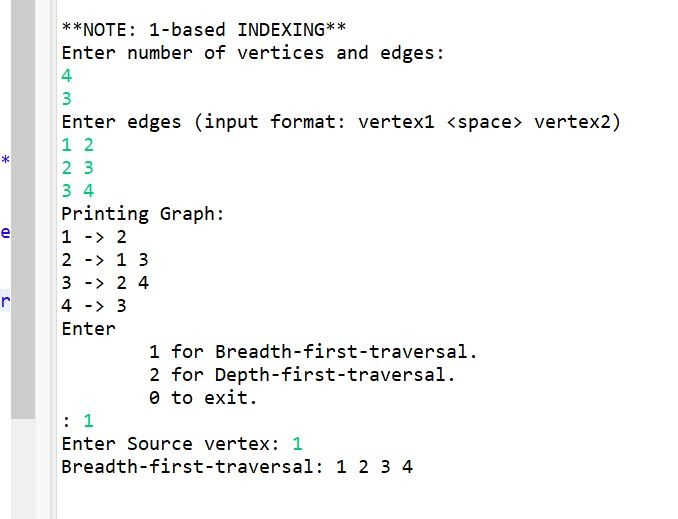 **NOTE: 1-based INDEXING**
Enter number of vertices and edges:
4
3
Enter edges (input format: vertex1 <space> vertex2)
1 2
2 3
3 4
Printing Graph:
1 -> 2
2 -> 1 3
3 -> 2 4
4 -> 3
Enter
1 for Breadth-first-traversal.
2 for Depth-first-traversal.
0 to exit.
: 1
Enter Source vertex: 1
Breadth-first-traversal: 1 2 3 4
*
e
r